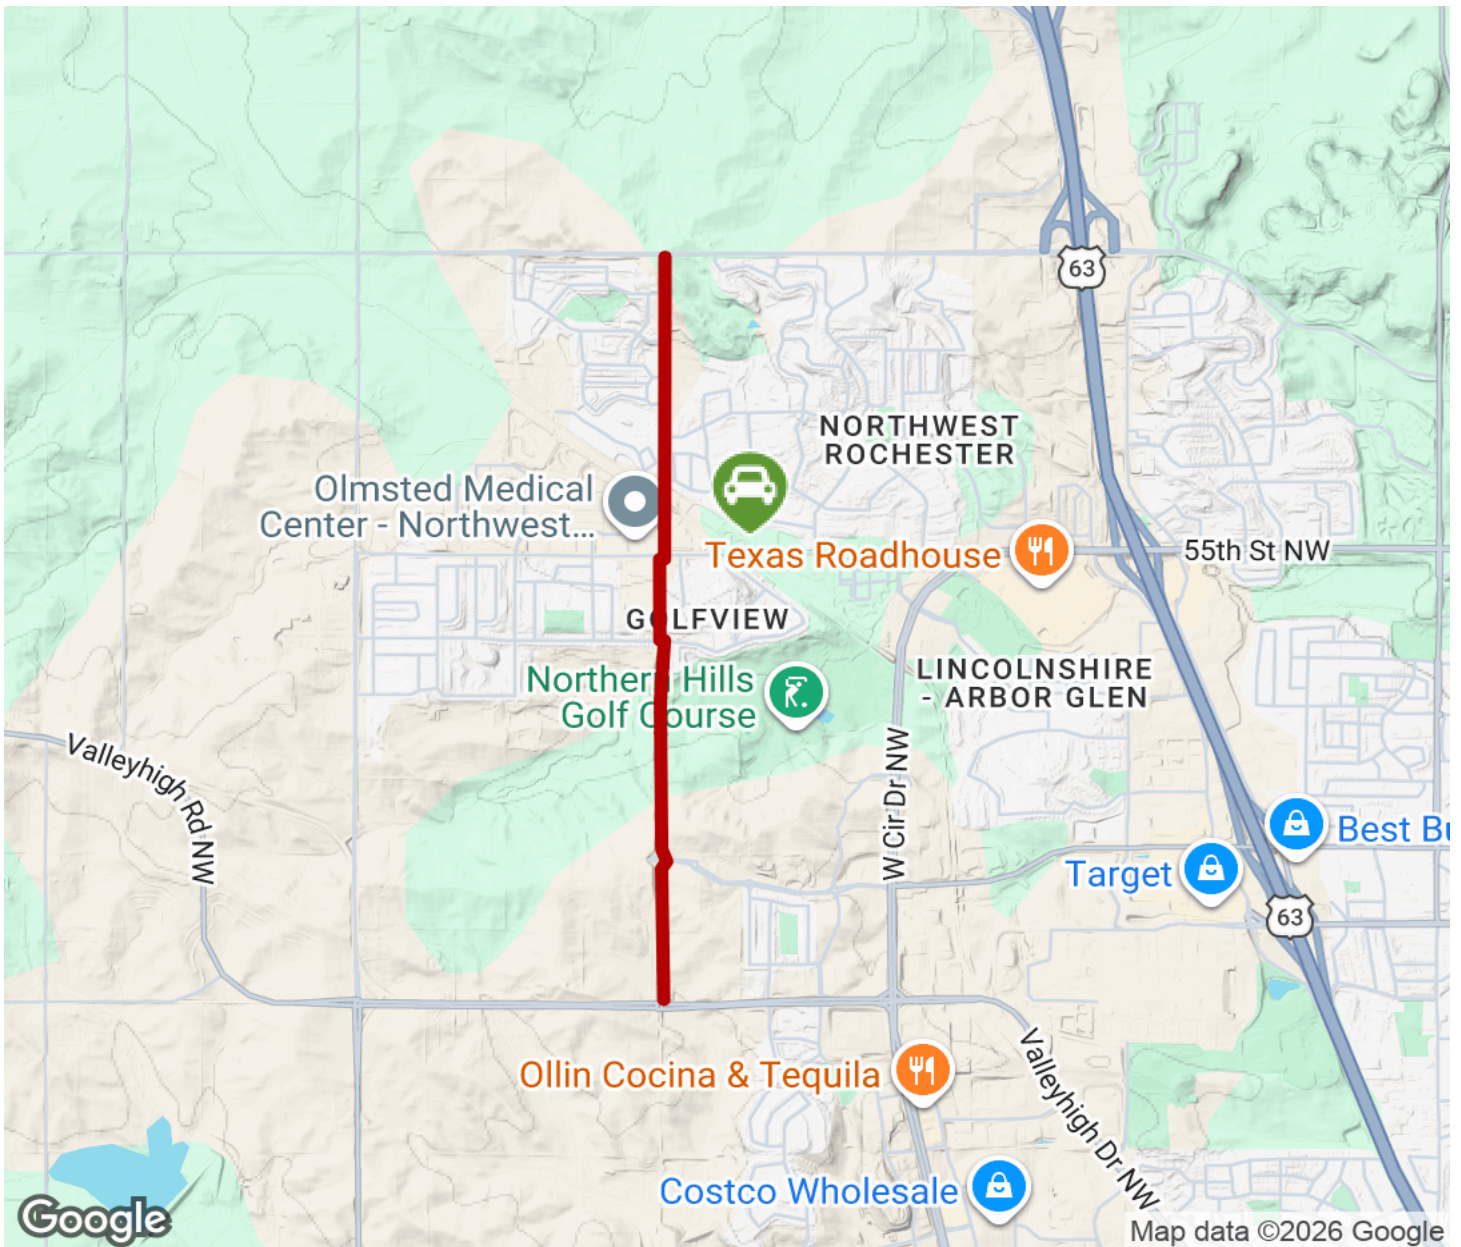 63
NORTHWEST
ROCHESTER
Olmsted Medical
Center - Northwest...
Texas Roadhouse
55th St NW
GOLFVIEW
LINCOLNSHIRE
- ARBOR GLEN
Northern Hills
Golf Course
Valleyhigh Rd NW
W Cir Dr NW
Best Bu
Target
63
Ollin Cocina & Tequila
Valleyhigh Dr NW
Costco Wholesale
Google
Map data ©2026 Google